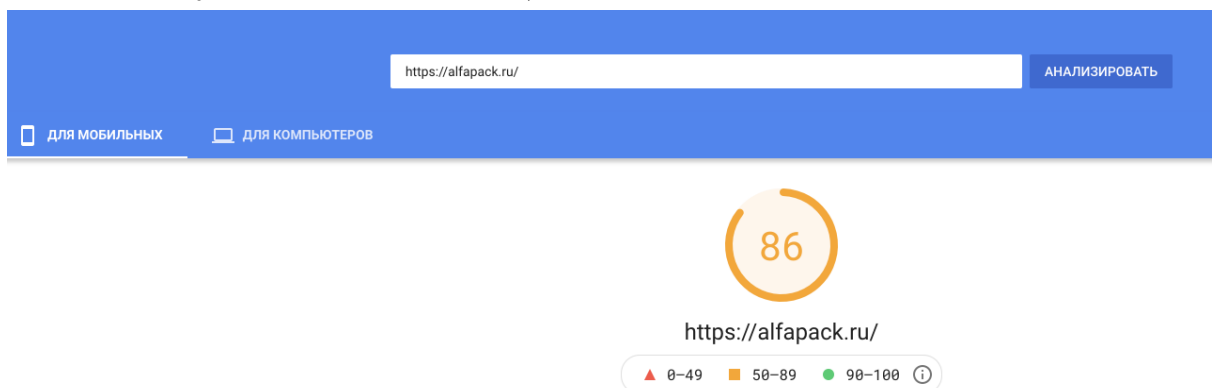 https://alfapack.ru/
АНАЛИЗИРОВАТЬ
ДЛЯ МОБИЛЬНЫХ
ДЛЯ КОМПЬЮТЕРОВ
86
https://alfapack.ru/
0–49 50–89 90–100